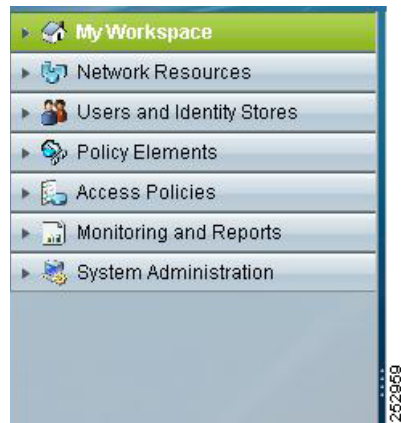 My Workspace
Network Resources
Users and Identity Stores
Policy Elements
Access Policies
Monitoring and Reports
System Administration
252959